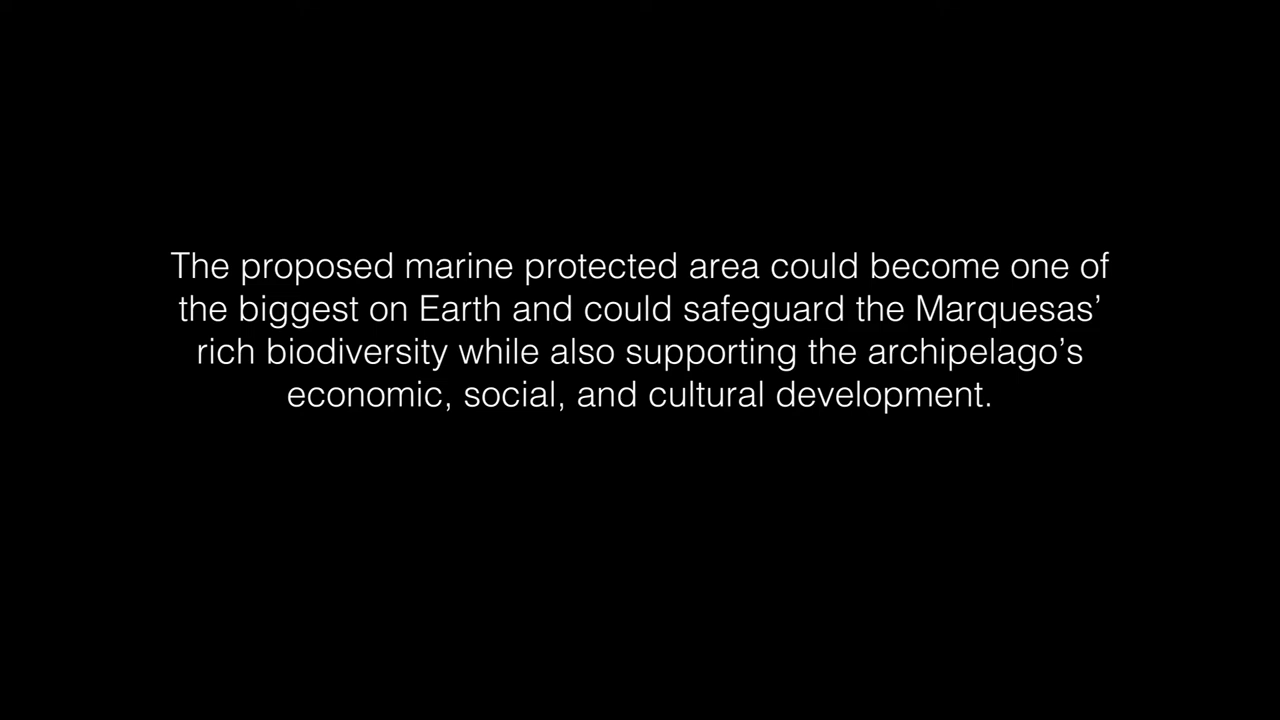 The proposed marine protected area could become one of
the biggest on Earth and could safeguard the Marquesas’
rich biodiversity while also supporting the archipelago’s
economic, social, and cultural development.